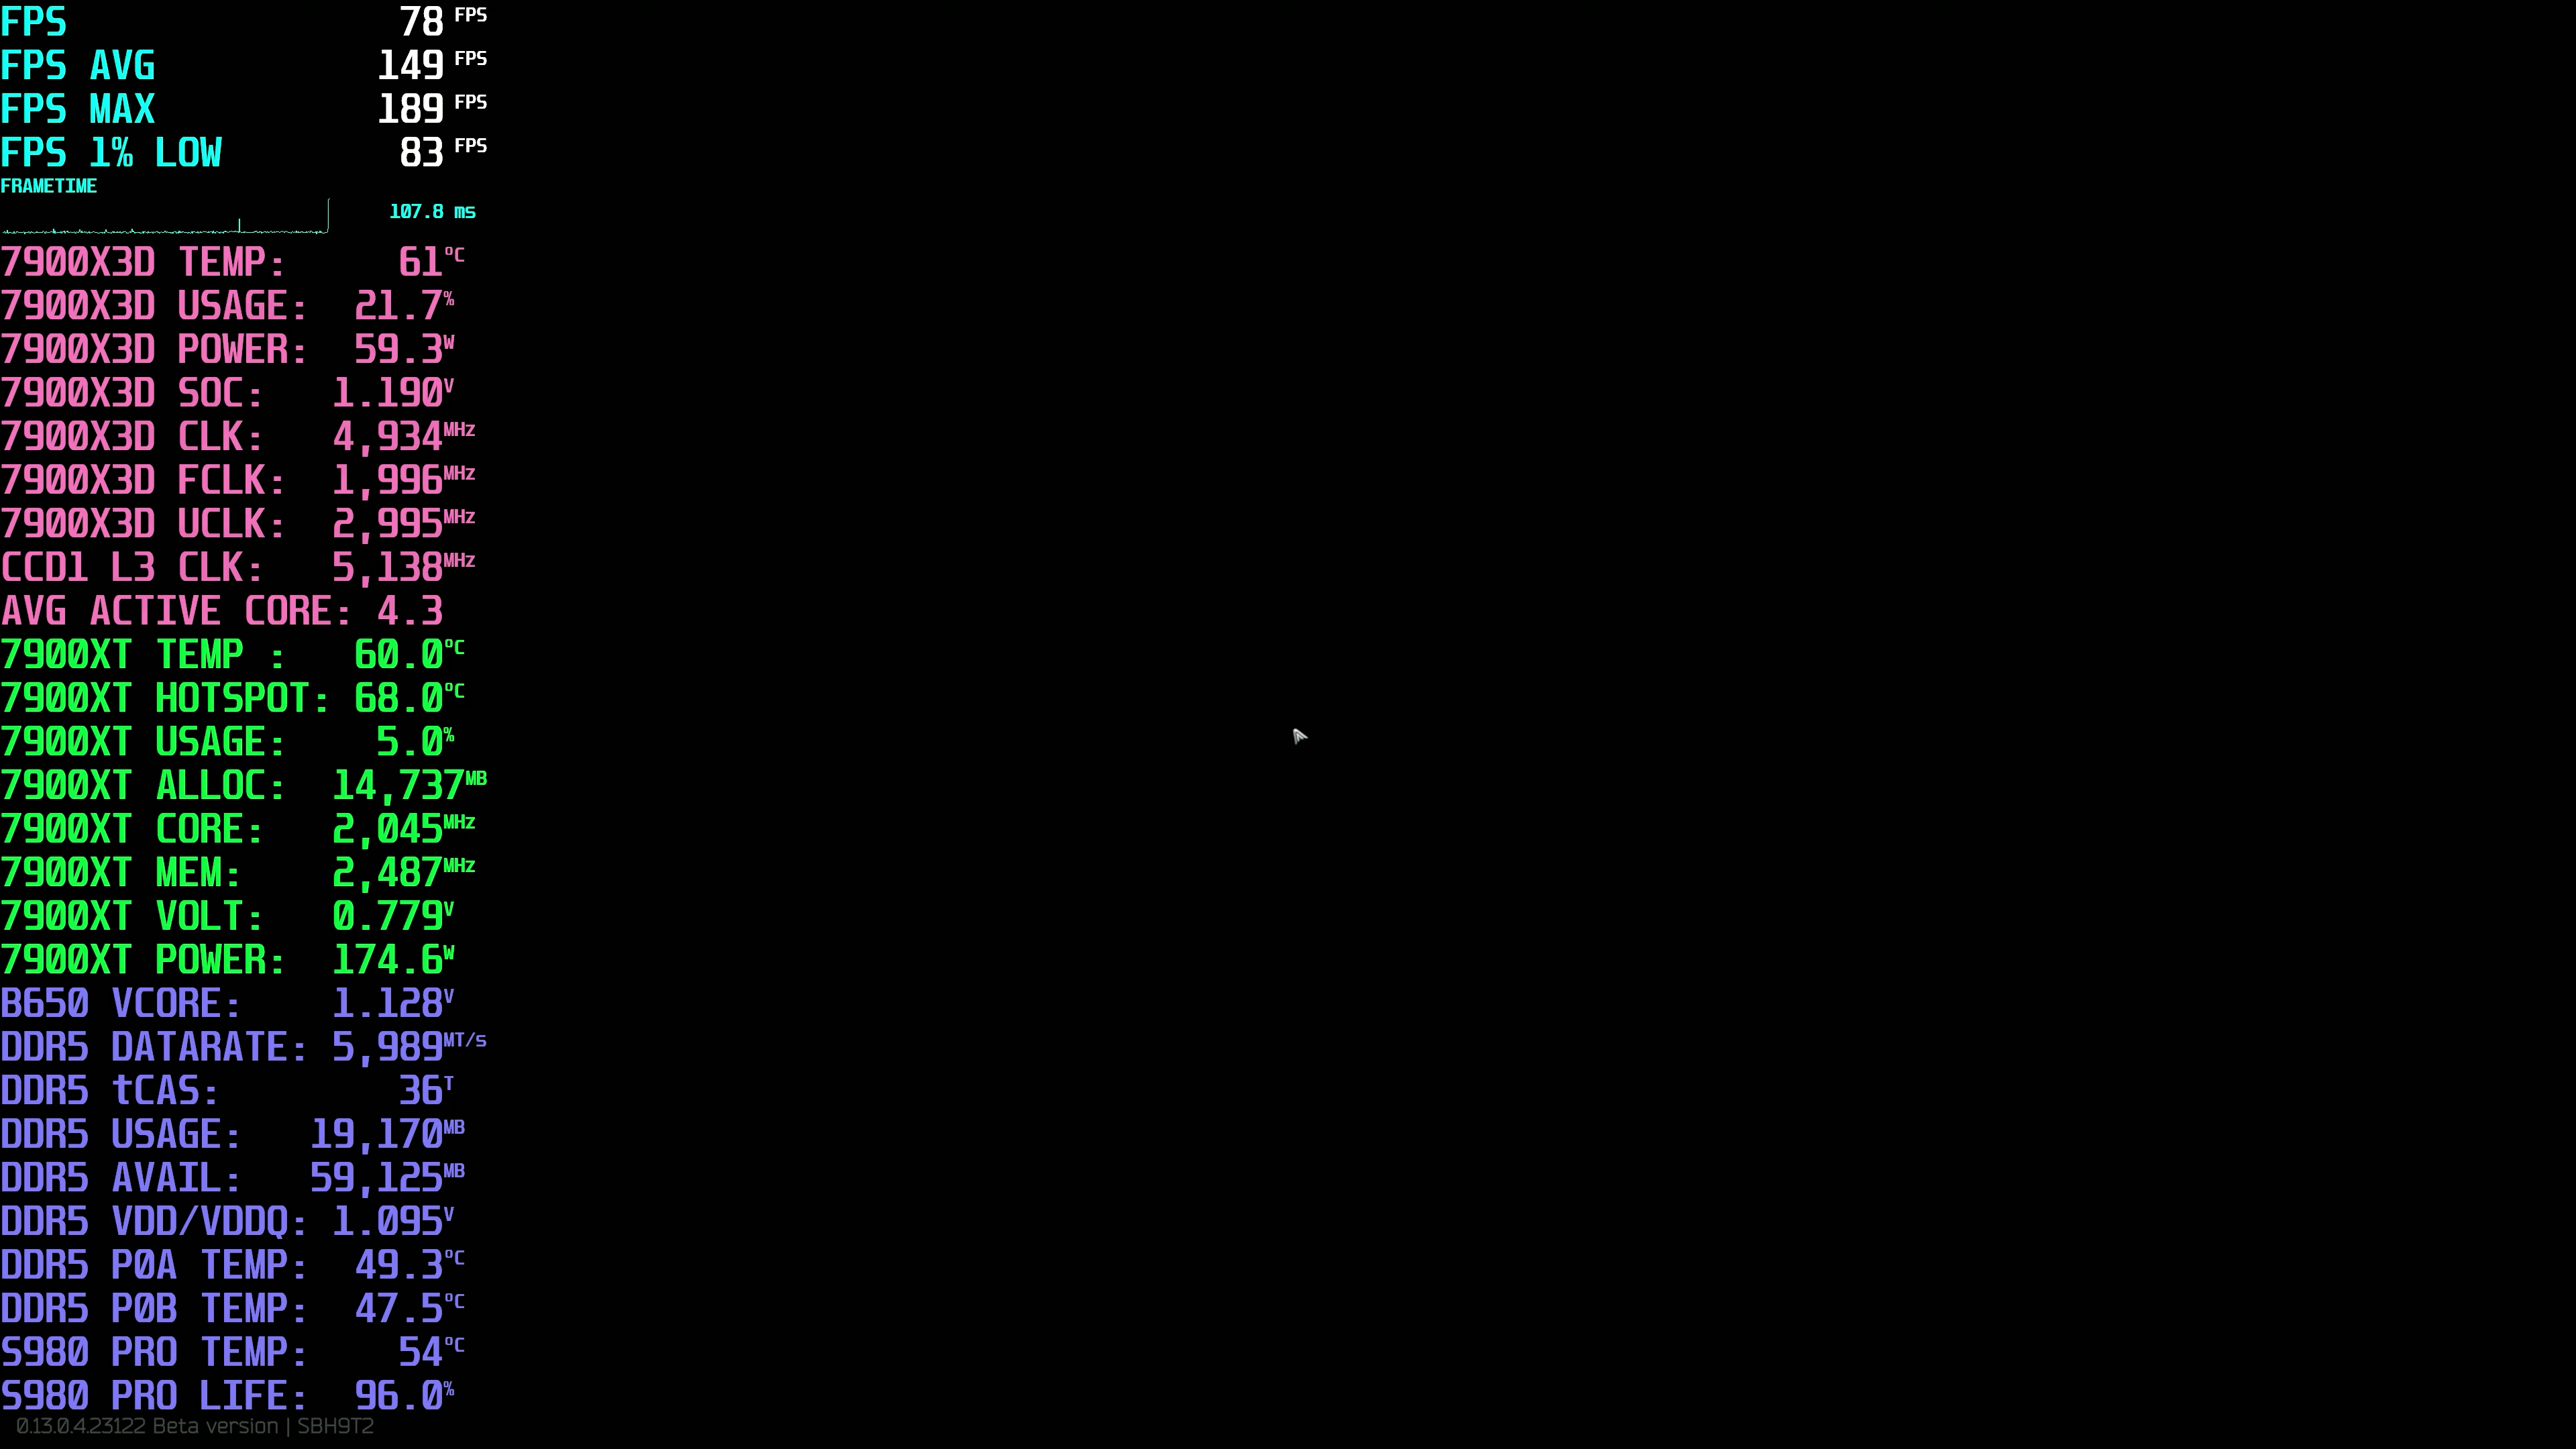 FPS 78 FPS
FPS AVG 149 FPS
FPS MAX 189 FPS
FPS 1% LOW 83 FPS
FRAMETIME
107.8 ms
7900X3D TEMP: 61°C
7900X3D USAGE: 21.7%
7900X3D POWER: 59.3W
7900X3D SOC: 1.190V
7900X3D CLK: 4,934MHz
7900X3D FCLK: 1,996MHz
7900X3D UCLK: 2,995MHz
CCD1 L3 CLK: 5,138MHz
AVG ACTIVE CORE: 4.3
7900XT TEMP : 60.0°C
7900XT HOTSPOT: 68.0°C
7900XT USAGE: 5.0%
7900XT ALLOC: 14,737MB
7900XT CORE: 2,045MHz
7900XT MEM: 2,487MHz
7900XT VOLT: 0.779V
7900XT POWER: 174.6W
B650 VCORE: 1.128V
DDR5 DATARATE: 5,989MT/s
DDR5 tCAS: 36T
DDR5 USAGE: 19,170MB
DDR5 AVAIL: 59,125MB
DDR5 VDD/VDDQ: 1.095V
DDR5 P0A TEMP: 49.3°C
DDR5 P0B TEMP: 47.5°C
S980 PRO TEMP: 54°C
S980 PRO LIFE: 96.0%
0.13.0.4.23122 Beta version | SBH9T2